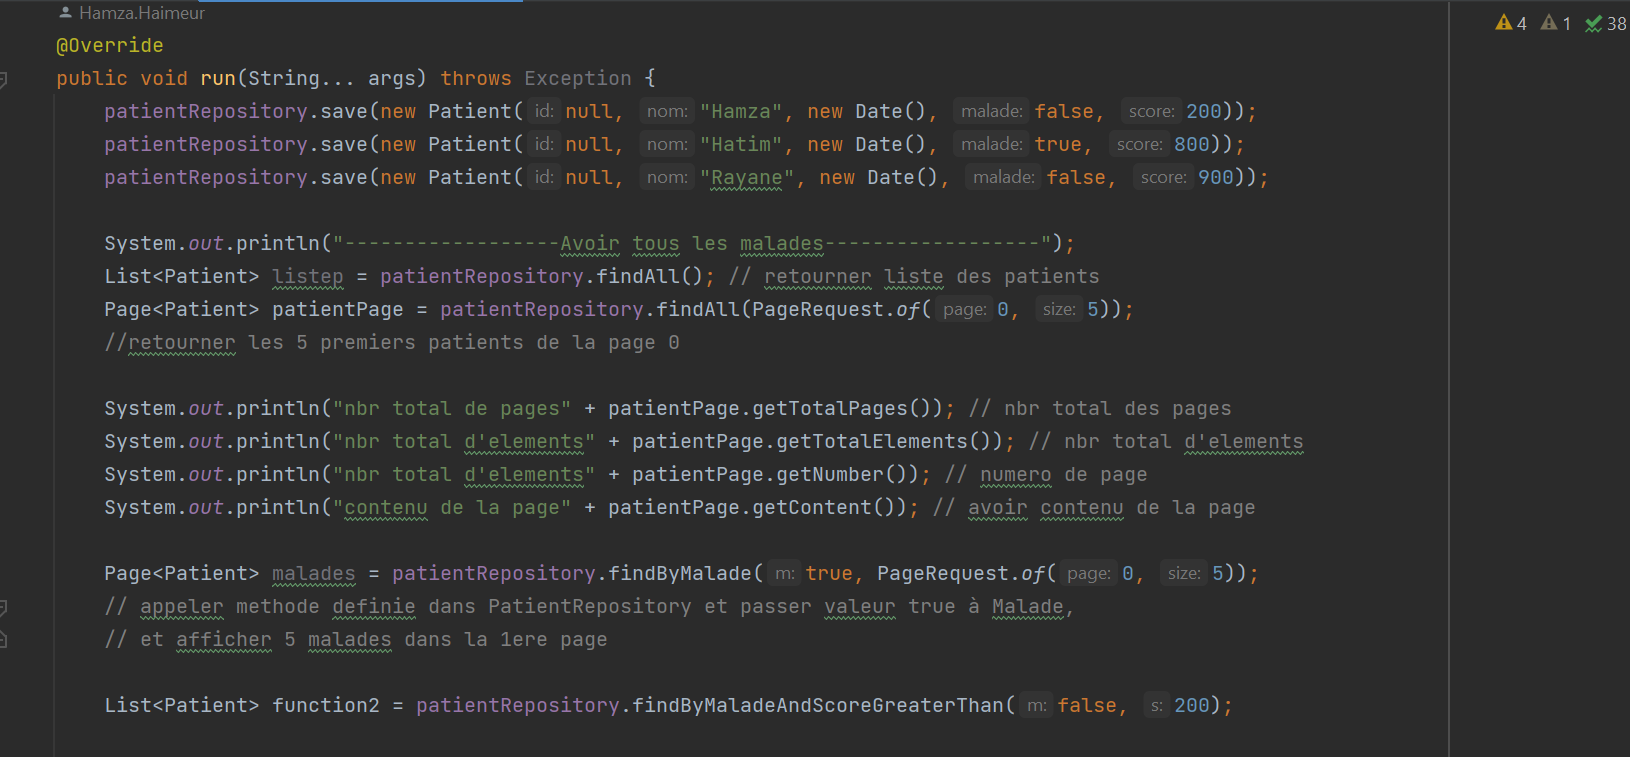 Hamza.Haimeur
4 1 38
@Override
public void run(String... args) throws Exception {
patientRepository.save(new Patient( id: null, nom: "Hamza", new Date(), malade: false, score: 200));
patientRepository.save(new Patient( id: null, nom: "Hatim", new Date(), malade: true, score: 800));
patientRepository.save(new Patient( id: null, nom: "Rayane", new Date(), malade: false, score: 900));
System.out.println("------------------Avoir tous les malades------------------");
List<Patient> listep = patientRepository.findAll(); // retourner liste des patients
Page<Patient> patientPage = patientRepository.findAll(PageRequest.of( page: 0, size: 5));
//retourner les 5 premiers patients de la page 0
System.out.println("nbr total de pages" + patientPage.getTotalPages()); // nbr total des pages
System.out.println("nbr total d'elements" + patientPage.getTotalElements()); // nbr total d'elements
System.out.println("nbr total d'elements" + patientPage.getNumber()); // numero de page
System.out.println("contenu de la page" + patientPage.getContent()); // avoir contenu de la page
Page<Patient> malades = patientRepository.findByMalade( m: true, PageRequest.of( page: 0, size: 5));
// appeler methode definie dans PatientRepository et passer valeur true à Malade,
// et afficher 5 malades dans la 1ere page
List<Patient> function2 = patientRepository.findByMaladeAndScoreGreaterThan( m: false, s: 200);